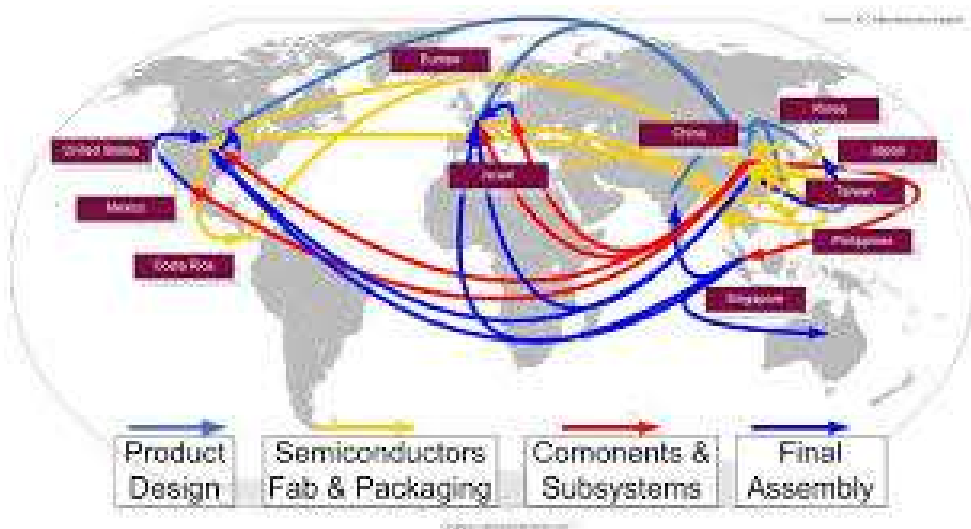 Europe
Korea
China
Japan
United States
Israel
Taiwan
Mexico
Philippines
Costa Rica
Singapore
Product
Design
Semiconductors
Fab & Packaging
Comonents &
Subsystems
Final
Assembly